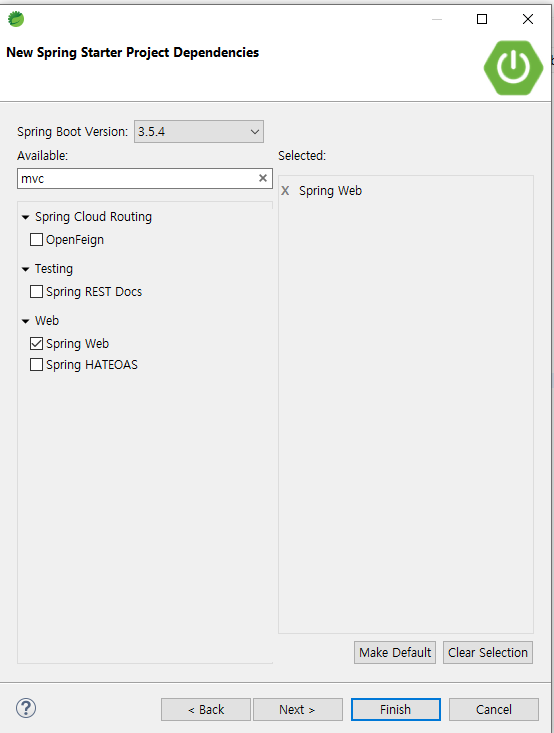 New Spring Starter Project Dependencies
Spring Boot Version: 3.5.4
Available:
Selected:
mvc
X Spring Web
Spring Cloud Routing
OpenFeign
Testing
Spring REST Docs
Web
Spring Web
Spring HATEOAS
Make Default
Clear Selection
?
< Back
Next >
Finish
Cancel